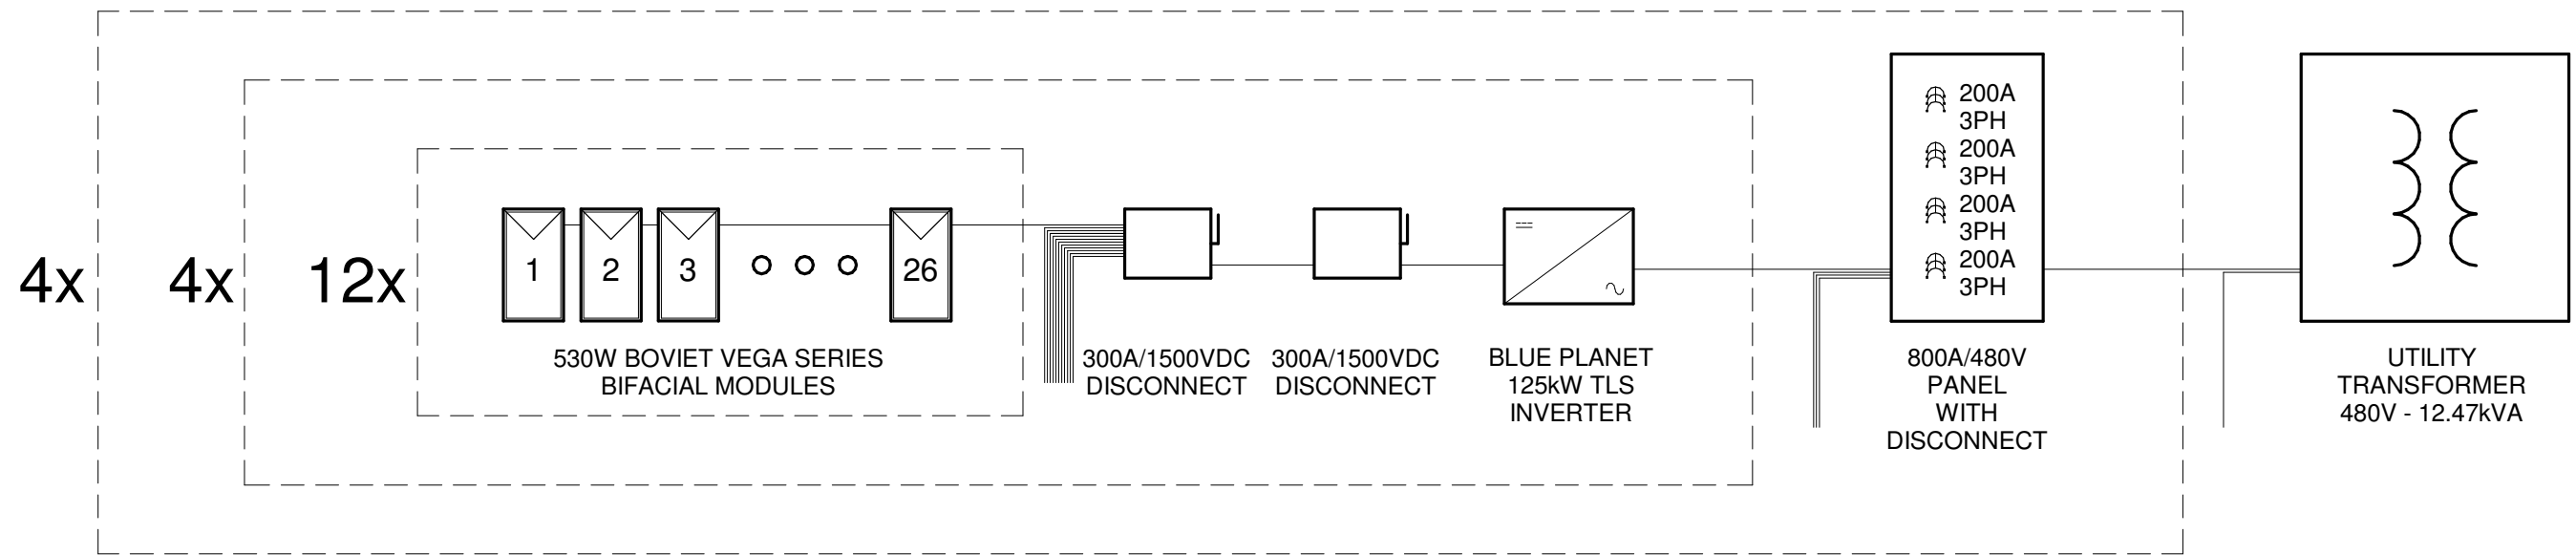 4x
4x
12x
1
2
3
26
530W BOVIET VEGA SERIES
BIFACIAL MODULES
300A/1500VDC
DISCONNECT
300A/1500VDC
DISCONNECT
BLUE PLANET
125kW TLS
INVERTER
200A
3PH
200A
3PH
200A
3PH
200A
3PH
800A/480V
PANEL
WITH
DISCONNECT
UTILITY
TRANSFORMER
480V - 12.47kVA